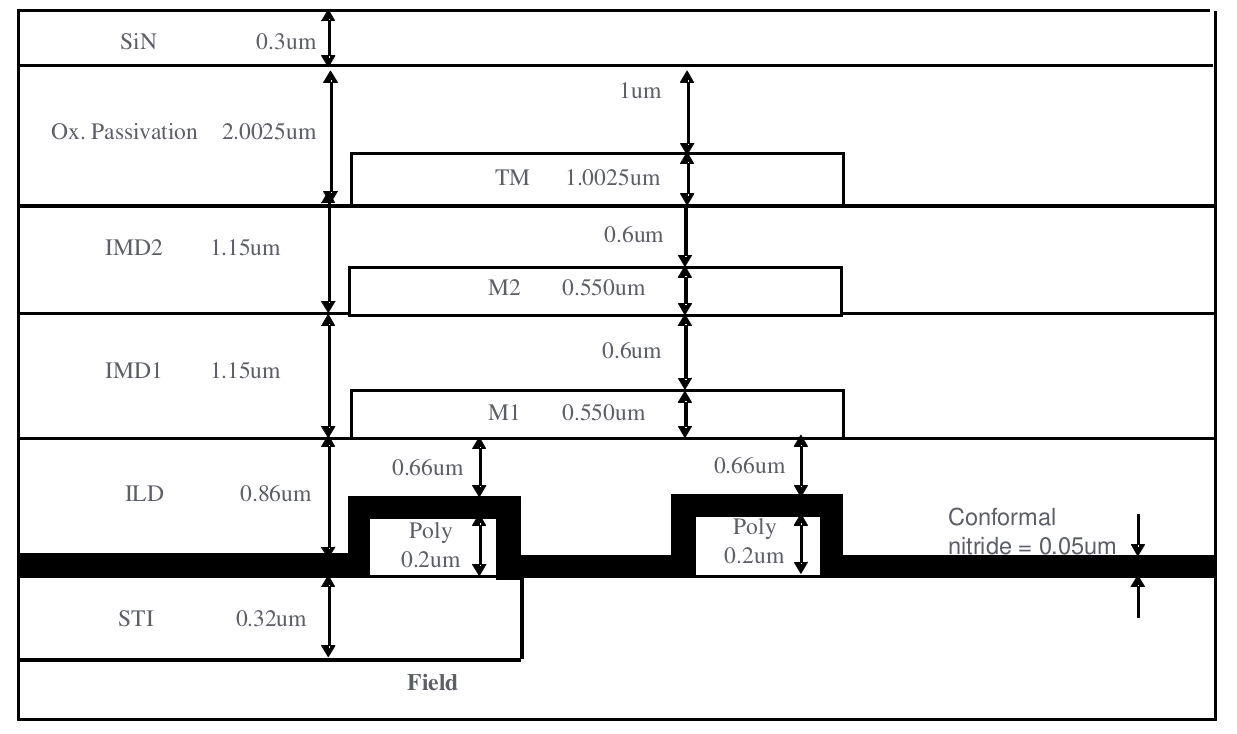 SiN 0.3um
1um
Ox. Passivation 2.0025um
TM 1.0025um
0.6um
IMD2 1.15um
M2 0.550um
0.6um
IMD1 1.15um
M1 0.550um
0.66um 0.66um
ILD 0.86um
Conformal
nitride = 0.05um
Poly
0.2um
Poly
0.2um
STI 0.32um
Field